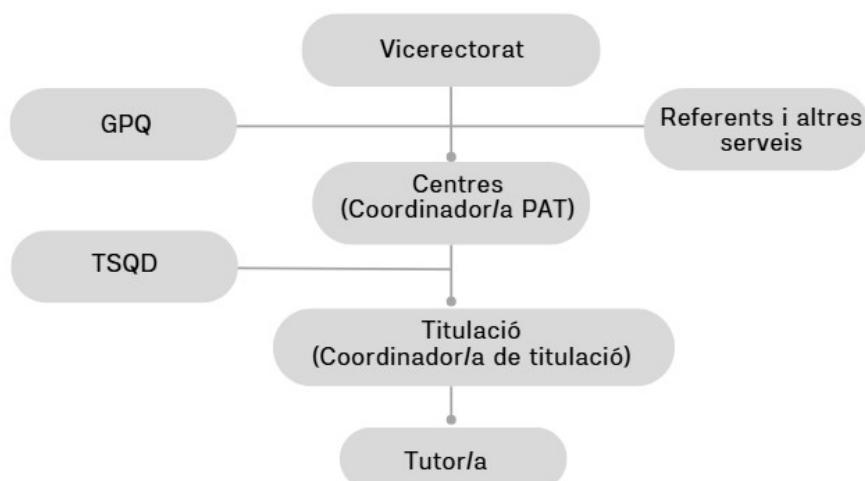 Vicerectorat
GPQ
Referents i altres
serveis
Centres
(Coordinador/a PAT)
TSQD
Titulació
(Coordinador/a de titulació)
Tutor/a